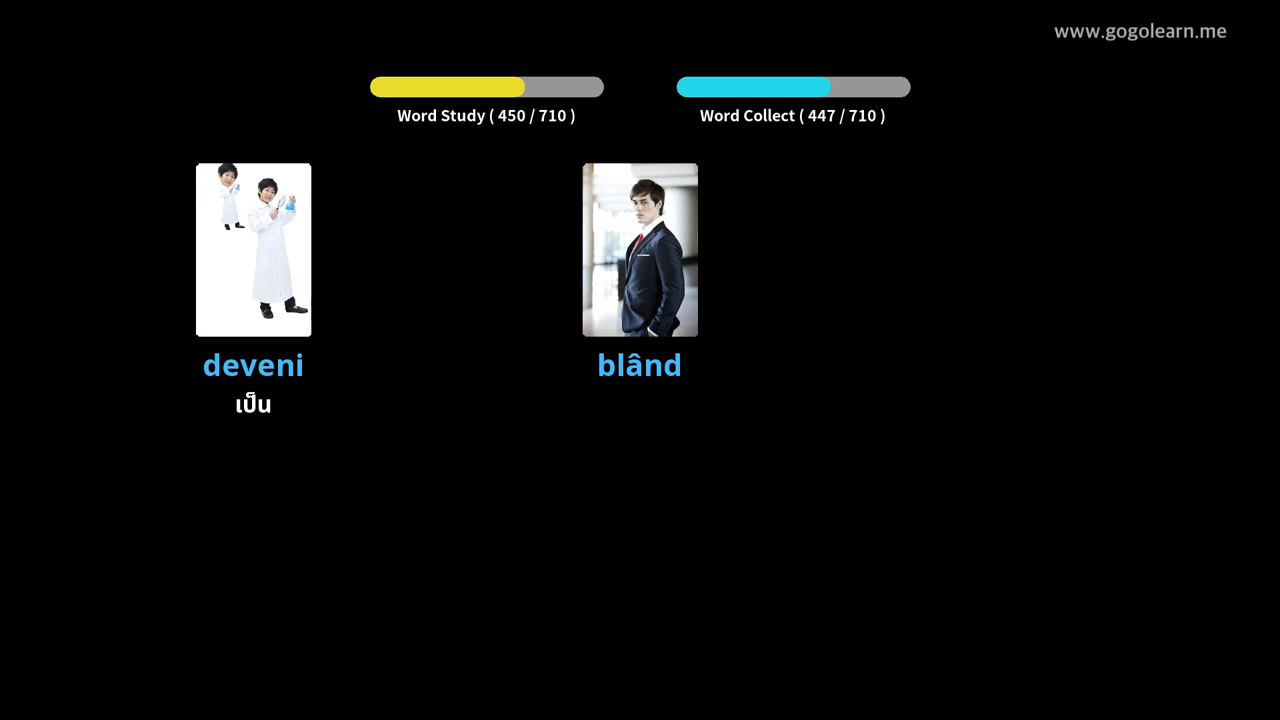 www.gogolearn.me
Word Study ( 450 / 710 )
Word Collect ( 447 / 710 )
deveni
เป็น
blând